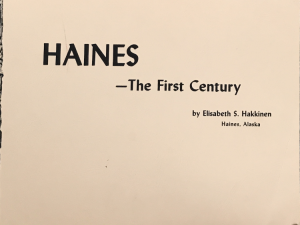 HAINES
—The First Century
by Elisabeth S. Hakkinen
Haines, Alaska